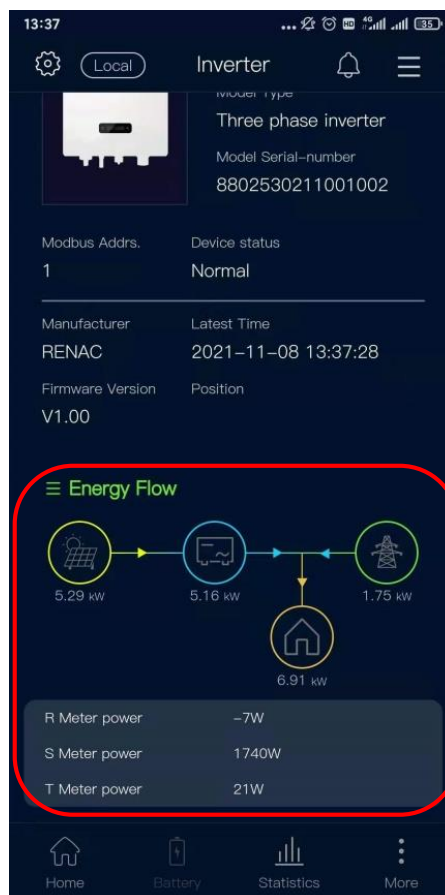 13:37
... HD 4G 35
Local Inverter
Model Type
Three phase inverter
Model Serial-number
8802530211001002
Modbus Addrs. Device status
1 Normal
Manufacturer Latest Time
RENAC 2021-11-08 13:37:28
Firmware Version Position
V1.00
Energy Flow
5.29 kW 5.16 kW 1.75 kW
6.91 kW
R Meter power -7W
S Meter power 1740W
T Meter power 21W
Home Battery Statistics More